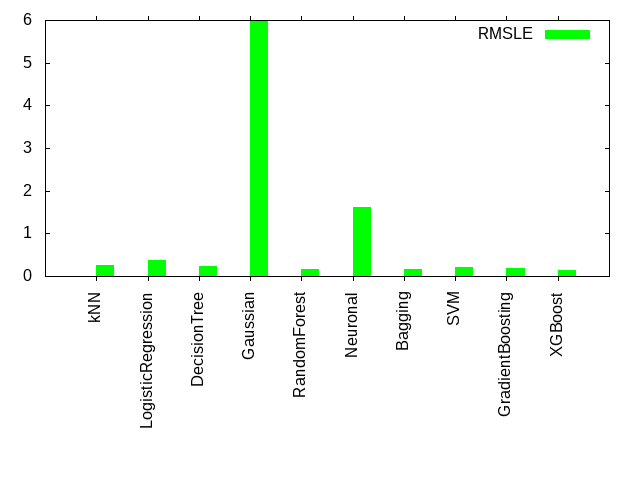 6
RMSLE
5
4
3
2
1
0
kNN
LogisticRegression
DecisionTree
Gaussian
RandomForest
Neuronal
Bagging
SVM
GradientBoosting
XGBoost